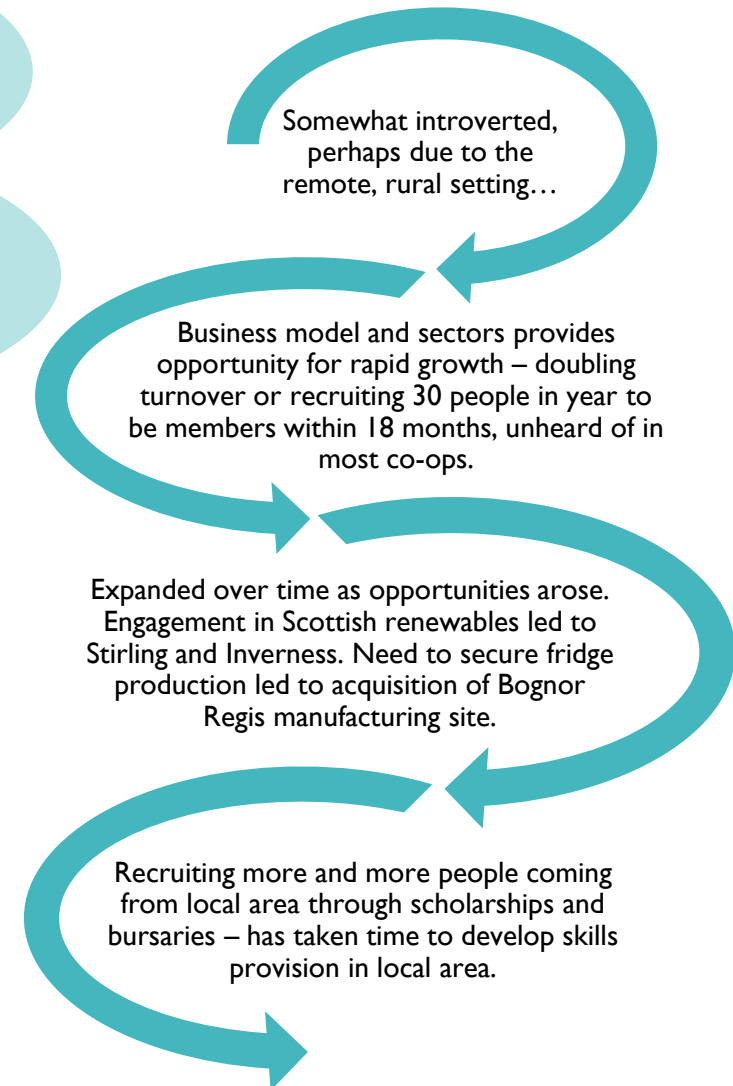 Somewhat introverted,
perhaps due to the
remote, rural setting…
Business model and sectors provides
opportunity for rapid growth – doubling
turnover or recruiting 30 people in year to
be members within 18 months, unheard of in
most co-ops.
Expanded over time as opportunities arose.
Engagement in Scottish renewables led to
Stirling and Inverness. Need to secure fridge
production led to acquisition of Bognor
Regis manufacturing site.
Recruiting more and more people coming
from local area through scholarships and
bursaries – has taken time to develop skills
provision in local area.